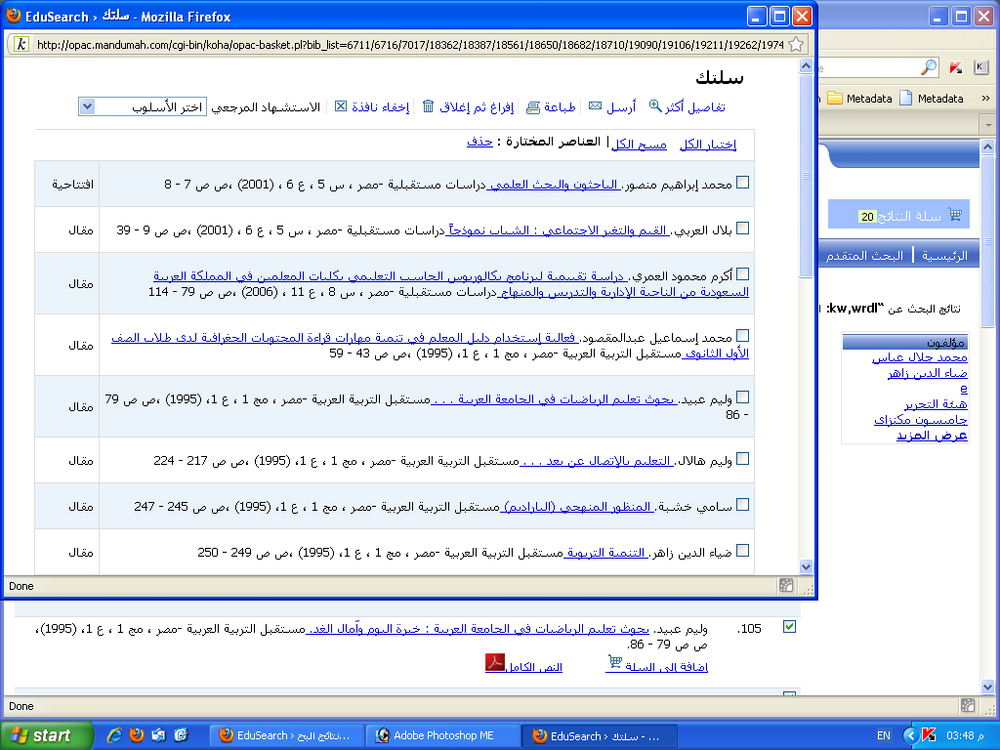 EduSearch › سلتك - Mozilla Firefox
http://opac.mandumah.com/cgi-bin/koha/opac-basket.pl?bib_list=6711/6716/7017/18362/18387/18561/18650/18682/18710/19090/19106/19211/19262/1974
سلتك
تفاصيل أكثر أرسل طباعة إفراغ ثم إغلاق إخفاء نافذة الاستشهاد المرجعي اختر الأسلوب
إختيار الكل مسح الكل | العناصر المختارة : حذف
محمد إبراهيم منصور. الباحثون والبحث العلمي دراسات مستقبلية -مصر ، س 5 ، ع 6 ، (2001) ،ص ص 7 - 8 افتتاحية
بلال العربي. القيم والتغير الاجتماعي : الشباب نموذجاً دراسات مستقبلية -مصر ، س 5 ، ع 6 ، (2001) ،ص ص 9 - 39 مقال
أكرم محمود العمري. دراسة تقييمية لبرنامج بكالوريوس الحاسب التعليمي بكليات المعلمين في المملكة العربية
السعودية من الناحية الإدارية والتدريس والمنهاج دراسات مستقبلية -مصر ، س 8 ، ع 11 ، (2006) ،ص ص 79 - 114 مقال
محمد إسماعيل عبدالمقصود. فعالية إستخدام دليل المعلم في تنمية مهارات قراءة المحتويات الجغرافية لدى طلاب الصف
الأول الثانوي مستقبل التربية العربية -مصر ، مج 1 ، ع 1، (1995) ،ص ص 43 - 59 مقال
وليم عبيد. بحوث تعليم الرياضيات في الجامعة العربية . . . مستقبل التربية العربية -مصر ، مج 1 ، ع 1، (1995) ،ص ص 79
- 86 مقال
وليم هالال. التعليم بالإتصال عن بعد . . . مستقبل التربية العربية -مصر ، مج 1 ، ع 1، (1995) ،ص ص 217 - 224 مقال
سامي خشبة. المنظور المنهجي (البارادايم) مستقبل التربية العربية -مصر ، مج 1 ، ع 1، (1995) ،ص ص 245 - 247 مقال
ضياء الدين زاهر. التنمية التربوية مستقبل التربية العربية -مصر ، مج 1 ، ع 1، (1995) ،ص ص 249 - 250 مقال
Done
Metadata Metadata »
سلة النتائج 20
الرئيسية | البحث المتقدم
نتائج البحث عن "kw,wrdl:
مؤلفون
محمد جلال عباس
ضياء الدين زاهر
e
هيئة التحرير
جاميسون مكنزاى
عرض المزيد
105. وليم عبيد. بحوث تعليم الرياضيات في الجامعة العربية : خبرة اليوم وآمال الغد. مستقبل التربية العربية -مصر ، مج 1 ، ع 1، (1995)،
ص ص 79 - 86.
إضافة إلى السلة النص الكامل
Done
start EduSearch › نتائج البح... Adobe Photoshop ME EduSearch › سلتك - ... EN 03:48 م